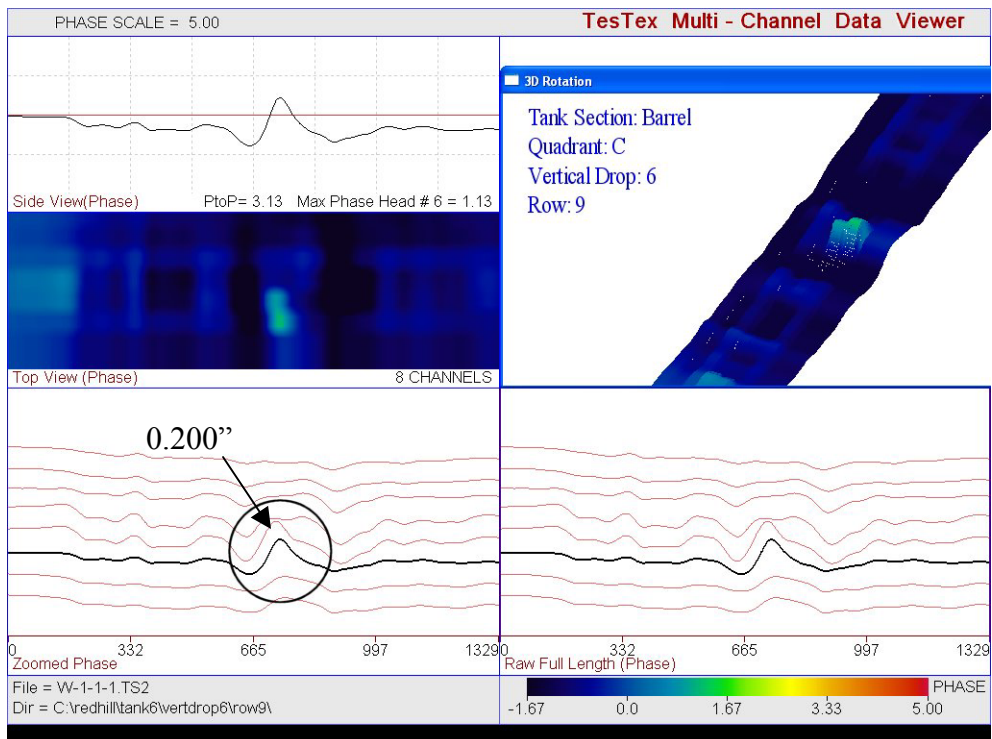 PHASE SCALE = 5.00
TesTex Multi - Channel Data Viewer
3D Rotation
Tank Section: Barrel
Quadrant: C
Vertical Drop: 6
Row: 9
Side View(Phase)
PtoP= 3.13 Max Phase Head # 6 = 1.13
Top View (Phase)
8 CHANNELS
0.200”
0 332 665 997 1329
Zoomed Phase
0 332 665 997 1329
Raw Full Length (Phase)
File = W-1-1-1.TS2
Dir = C:\redhill\tank6\vertdrop6\row9\
PHASE
-1.67 0.0 1.67 3.33 5.00